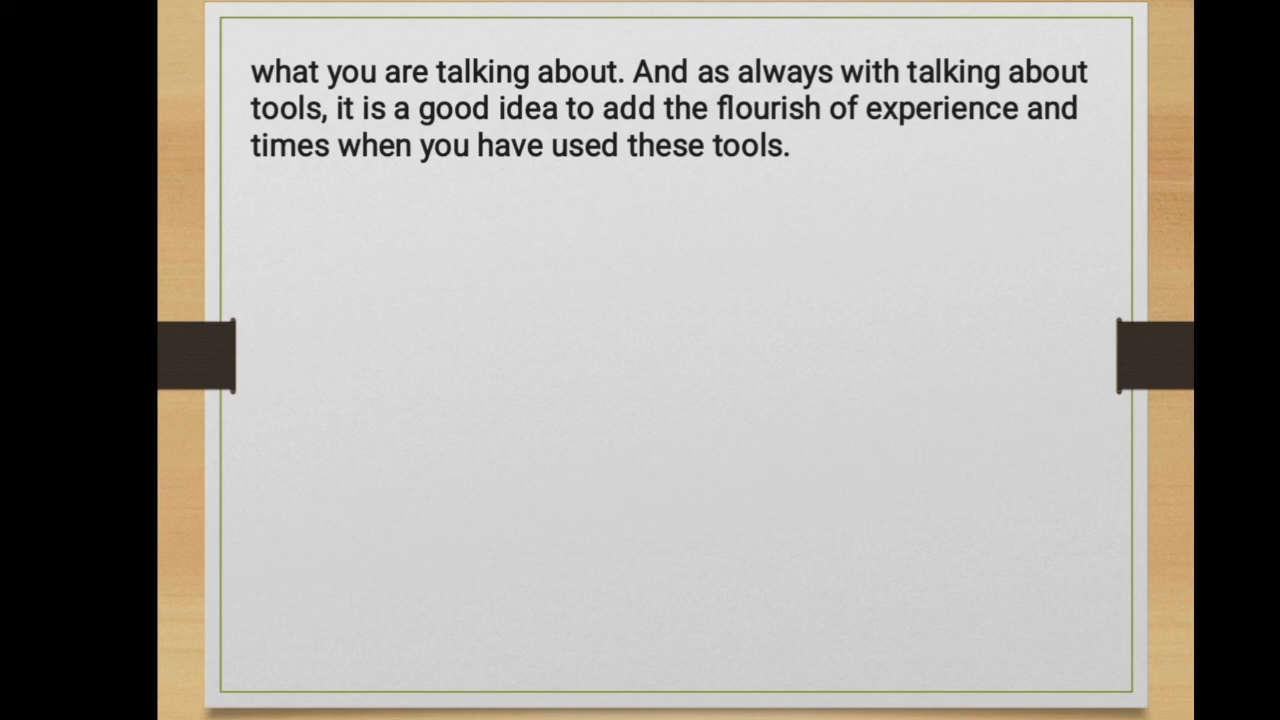 what you are talking about. And as always with talking about
tools, it is a good idea to add the flourish of experience and
times when you have used these tools.